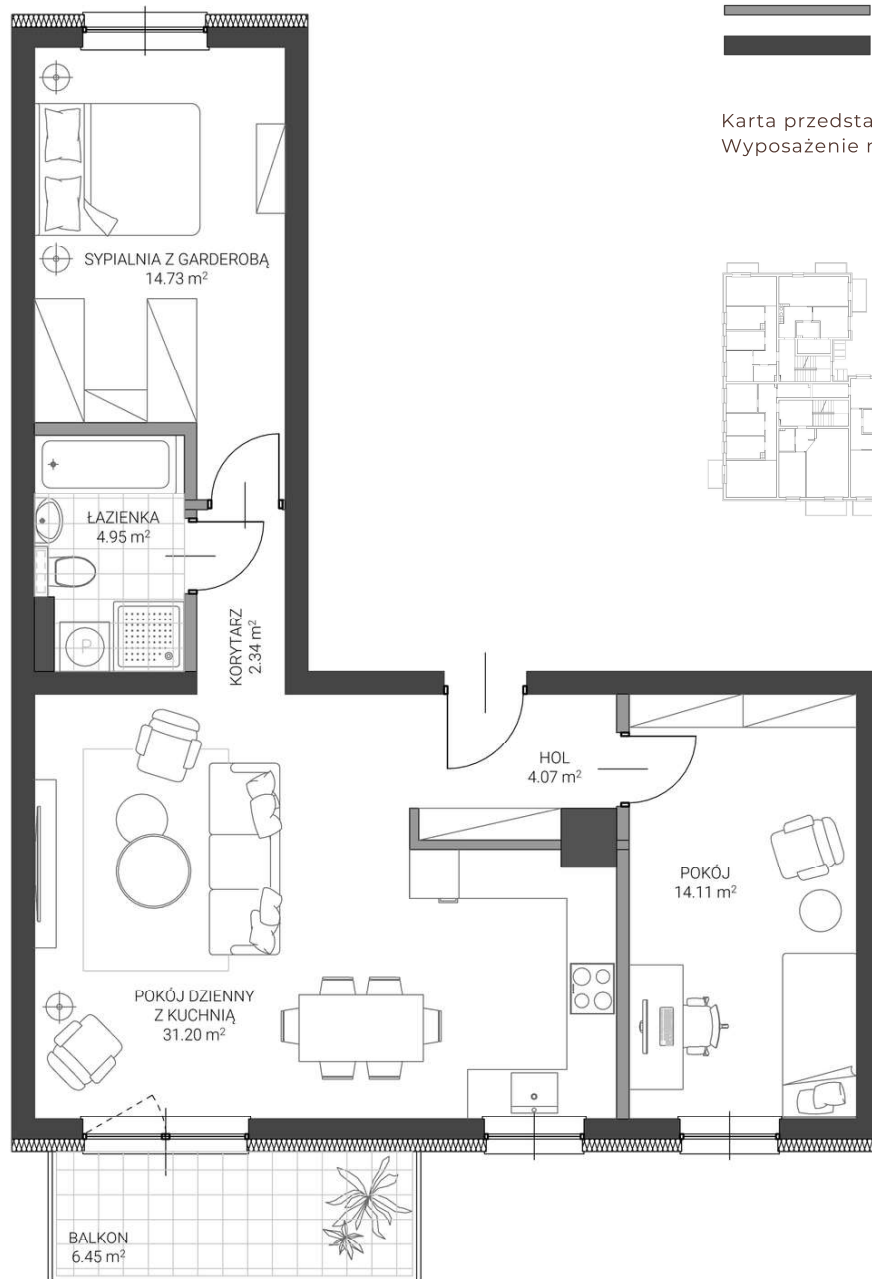 Karta przedsta
Wyposażenie r
SYPIALNIA Z GARDEROBĄ
14.73 m²
ŁAZIENKA
4.95 m²
P
KORYTARZ
2.34 m²
HOL
4.07 m²
POKÓJ
14.11 m²
POKÓJ DZIENNY
Z KUCHNIĄ
31.20 m²
BALKON
6.45 m²